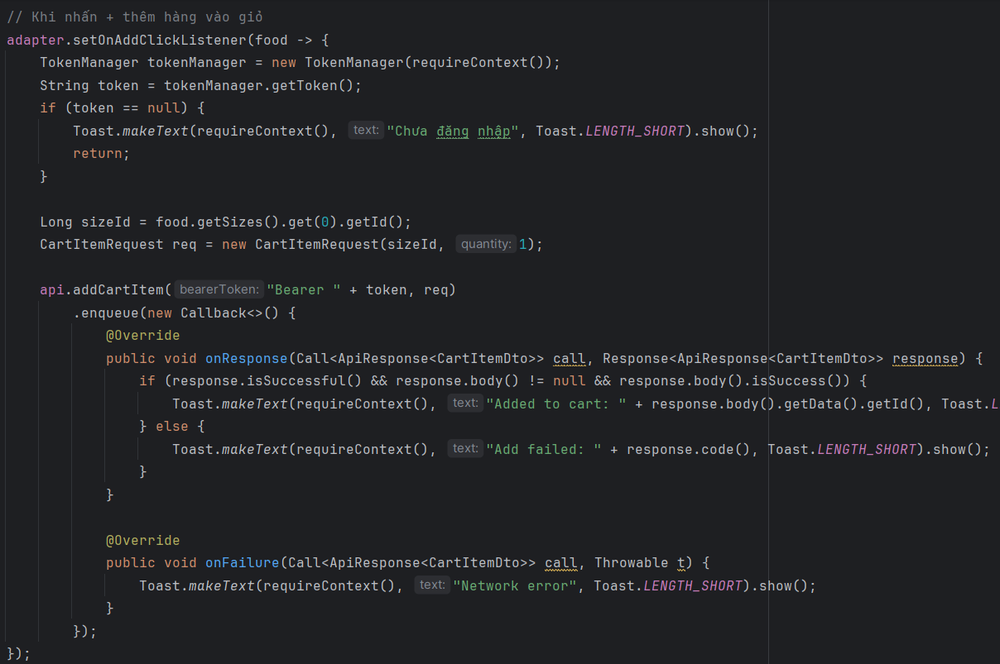 // Khi nhấn + thêm hàng vào giỏ
adapter.setOnAddClickListener(food -> {
    TokenManager tokenManager = new TokenManager(requireContext());
    String token = tokenManager.getToken();
    if (token == null) {
        Toast.makeText(requireContext(), text: "Chưa đăng nhập", Toast.LENGTH_SHORT).show();
        return;
    }

    Long sizeId = food.getSizes().get(0).getId();
    CartItemRequest req = new CartItemRequest(sizeId, quantity: 1);

    api.addCartItem( bearerToken: "Bearer " + token, req)
        .enqueue(new Callback<>() {
            @Override
            public void onResponse(Call<ApiResponse<CartItemDto>> call, Response<ApiResponse<CartItemDto>> response) {
                if (response.isSuccessful() && response.body() != null && response.body().isSuccess()) {
                    Toast.makeText(requireContext(), text: "Added to cart: " + response.body().getData().getId(), Toast.L
                } else {
                    Toast.makeText(requireContext(), text: "Add failed: " + response.code(), Toast.LENGTH_SHORT).show();
                }
            }

            @Override
            public void onFailure(Call<ApiResponse<CartItemDto>> call, Throwable t) {
                Toast.makeText(requireContext(), text: "Network error", Toast.LENGTH_SHORT).show();
            }
        });
});